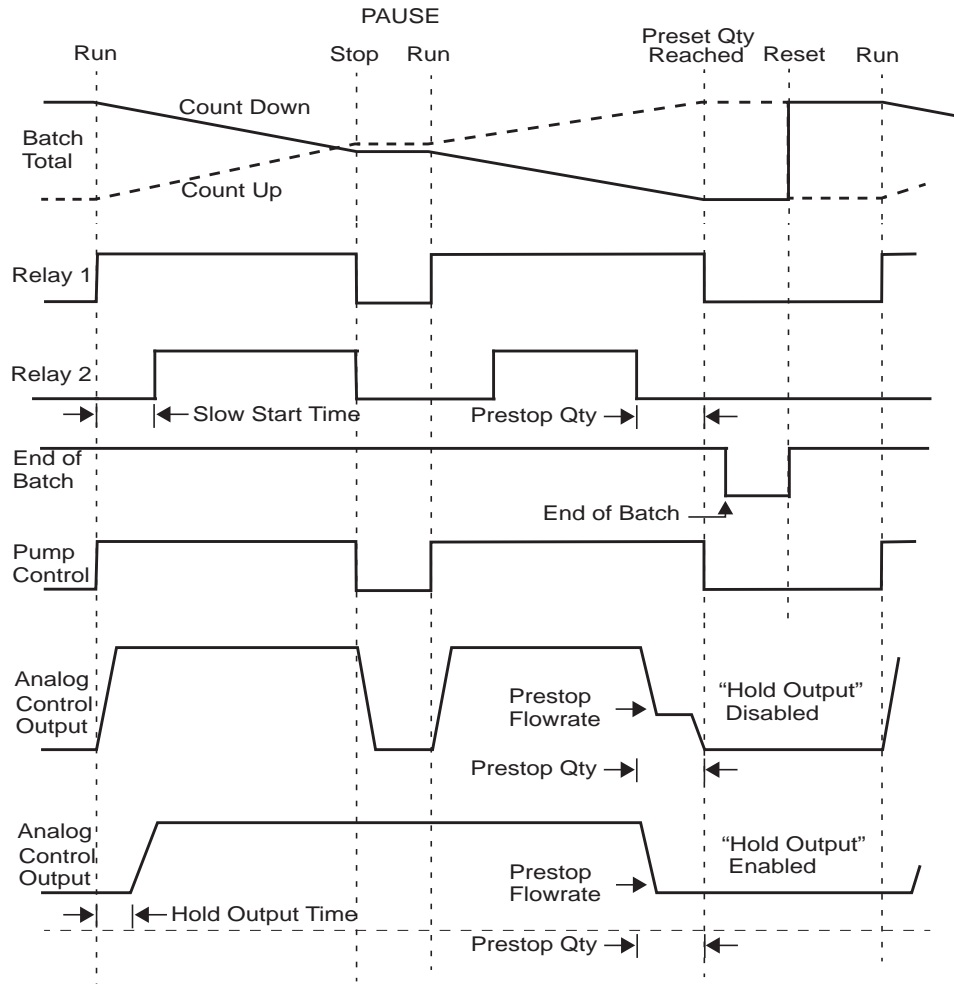 PAUSE
Run
Stop
Run
Preset Qty
Reached
Reset
Run
Count Down
Batch
Total
Count Up
Relay 1
Relay 2
Slow Start Time
Prestop Qty
End of
Batch
End of Batch
Pump
Control
Analog
Control
Output
Prestop
Flowrate
“Hold Output”
Disabled
Prestop Qty
Analog
Control
Output
Prestop
Flowrate
“Hold Output”
Enabled
Hold Output Time
Prestop Qty